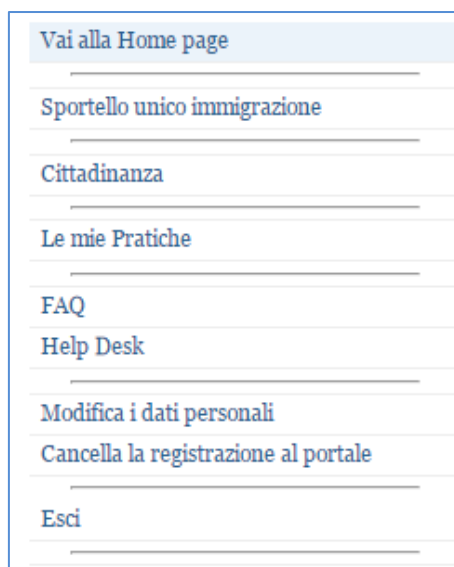 Vai alla Home page
Sportello unico immigrazione
Cittadinanza
Le mie Pratiche
FAQ
Help Desk
Modifica i dati personali
Cancella la registrazione al portale
Esci